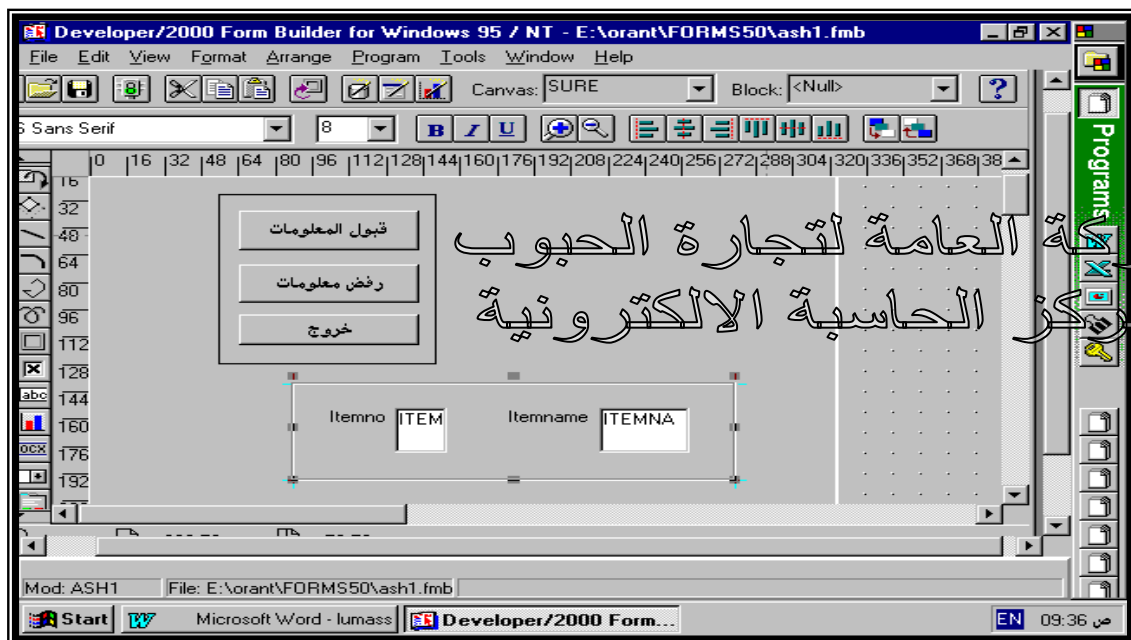 Developer/2000 Form Builder for Windows 95 / NT - E:\orant\FORMS50\ash1.fmb
File Edit View Format Arrange Program Tools Window Help
Canvas: SURE Block: <Null>
S Sans Serif 8 B I U
0 16 32 48 64 80 96 112 128 144 160 176 192 208 224 240 256 272 288 304 320 336 352 368 38
16
32
48
64
80
96
112
128
144
160
176
192
قبول المعلومات
رفض معلومات
خروج
ركة العامة لتجارة الحبوب
ركز الحاسبة الالكترونية
Itemno ITEM Itemname ITEMNA
abc
OCX
Programs
Mod: ASH1 File: E:\orant\FORMS50\ash1.fmb
Start Microsoft Word - lumass Developer/2000 Form... EN 09:36 ص